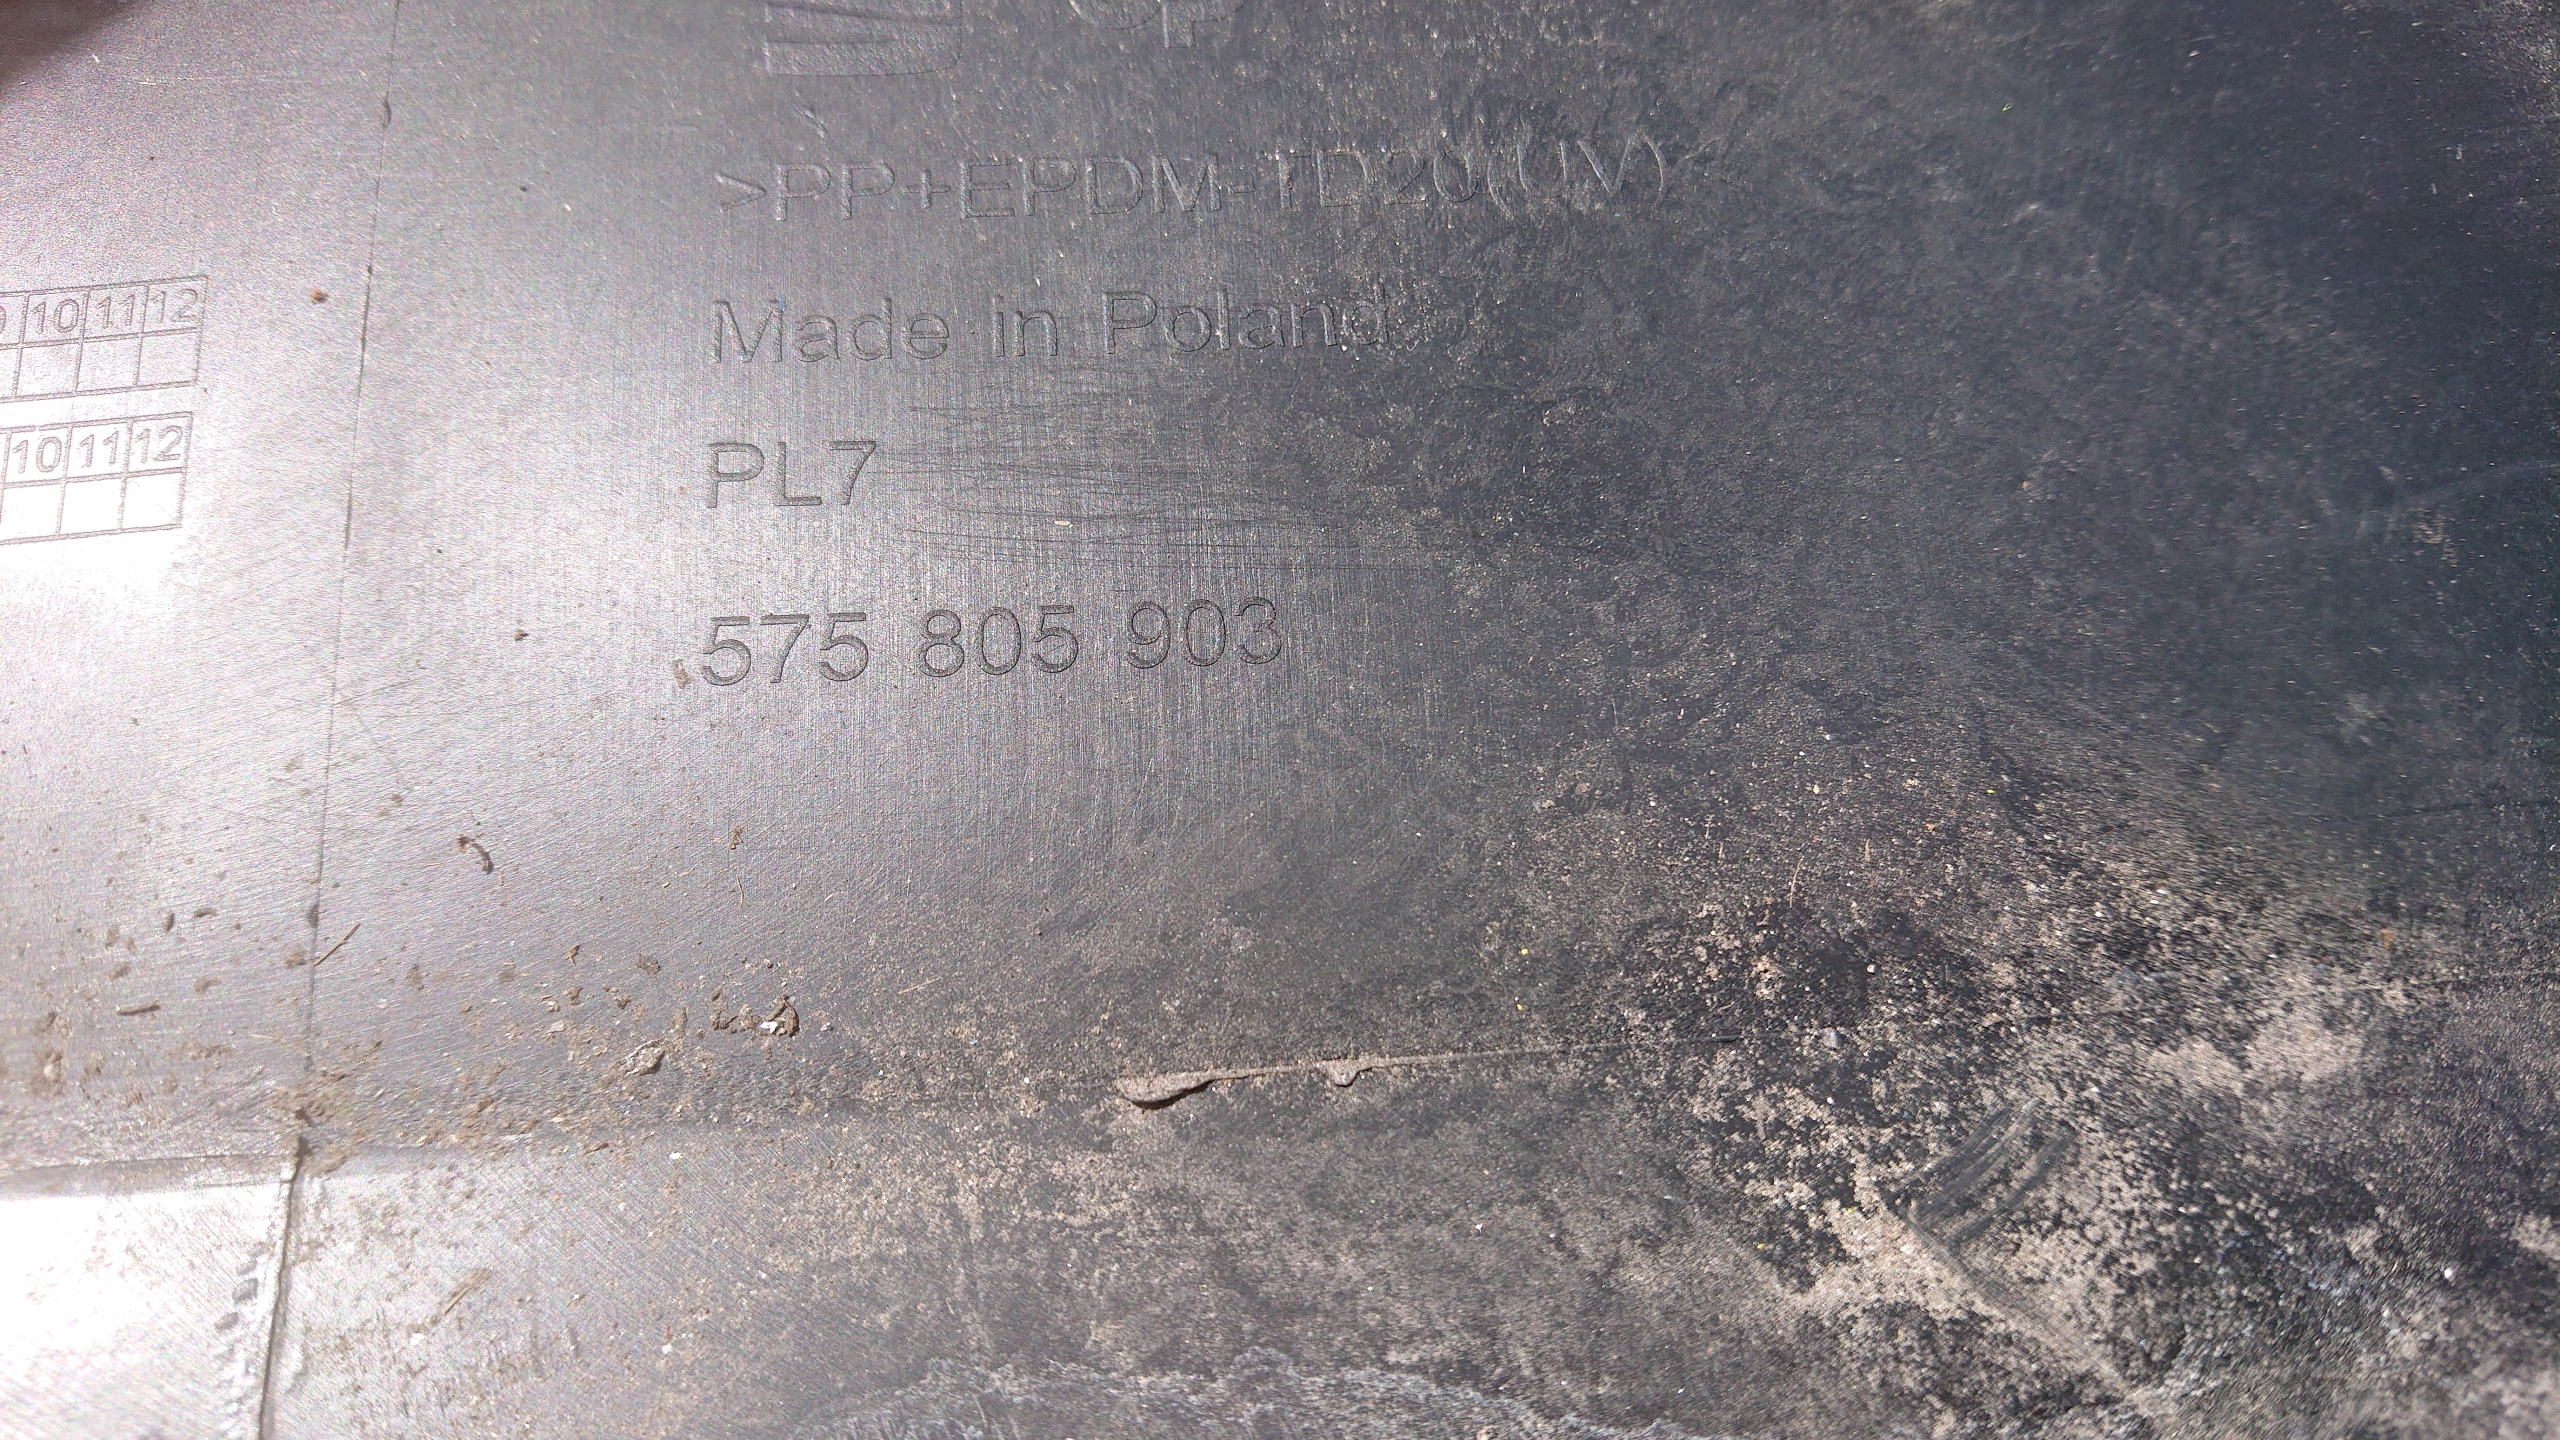 >PP+EPDM-TD20(UV)<
Made in Poland
10 11 12
PL7
10 11 12
575 805 903